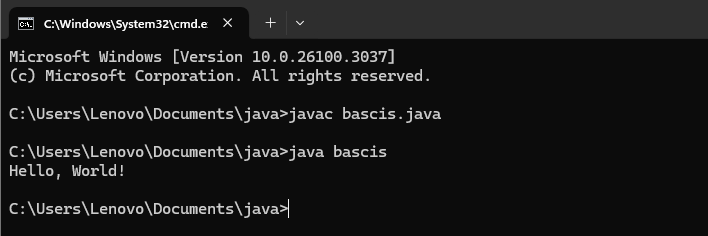 C:\Windows\System32\cmd.e
Microsoft Windows [Version 10.0.26100.3037]
(c) Microsoft Corporation. All rights reserved.
C:\Users\Lenovo\Documents\java>javac bascis.java
C:\Users\Lenovo\Documents\java>java bascis
Hello, World!
C:\Users\Lenovo\Documents\java>